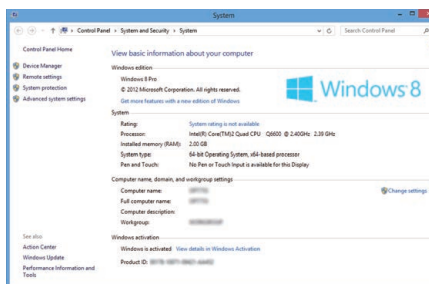 System
Control Panel ▸ System and Security ▸ System
Search Control Panel
Control Panel Home
Device Manager
Remote settings
System protection
Advanced system settings
View basic information about your computer
Windows edition
Windows 8 Pro
© 2012 Microsoft Corporation. All rights reserved.
Get more features with a new edition of Windows
Windows 8
System
Rating: System rating is not available
Processor: Intel(R) Core(TM)2 Quad CPU Q6600 @ 2.40GHz 2.39 GHz
Installed memory (RAM): 2.00 GB
System type: 64-bit Operating System, x64-based processor
Pen and Touch: No Pen or Touch Input is available for this Display
Computer name, domain, and workgroup settings
Computer name:
Change settings
Full computer name:
Computer description:
Workgroup:
Windows activation
Windows is activated View details in Windows Activation
Product ID:
See also
Action Center
Windows Update
Performance Information and
Tools